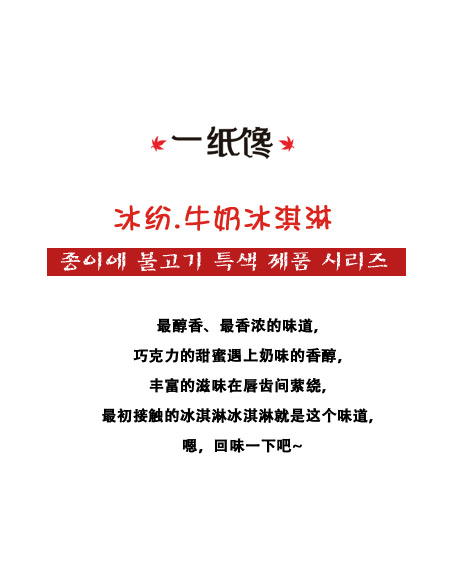 一纸馋
冰纷.牛奶冰淇淋
종이에 불고기 특색 제품 시리즈
最醇香、最香浓的味道,
巧克力的甜蜜遇上奶味的香醇,
丰富的滋味在唇齿间萦绕,
最初接触的冰淇淋冰淇淋就是这个味道,
嗯，回味一下吧~